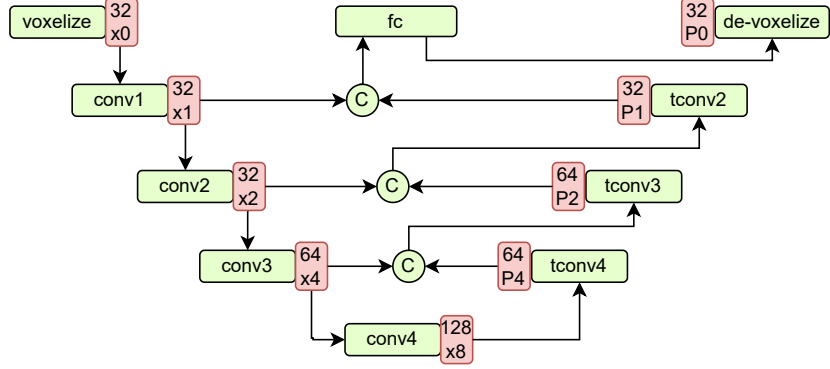 voxelize
32
x0
fc
32
P0
de-voxelize
conv1
32
x1
C
32
P1
tconv2
conv2
32
x2
C
64
P2
tconv3
conv3
64
x4
C
64
P4
tconv4
conv4
128
x8